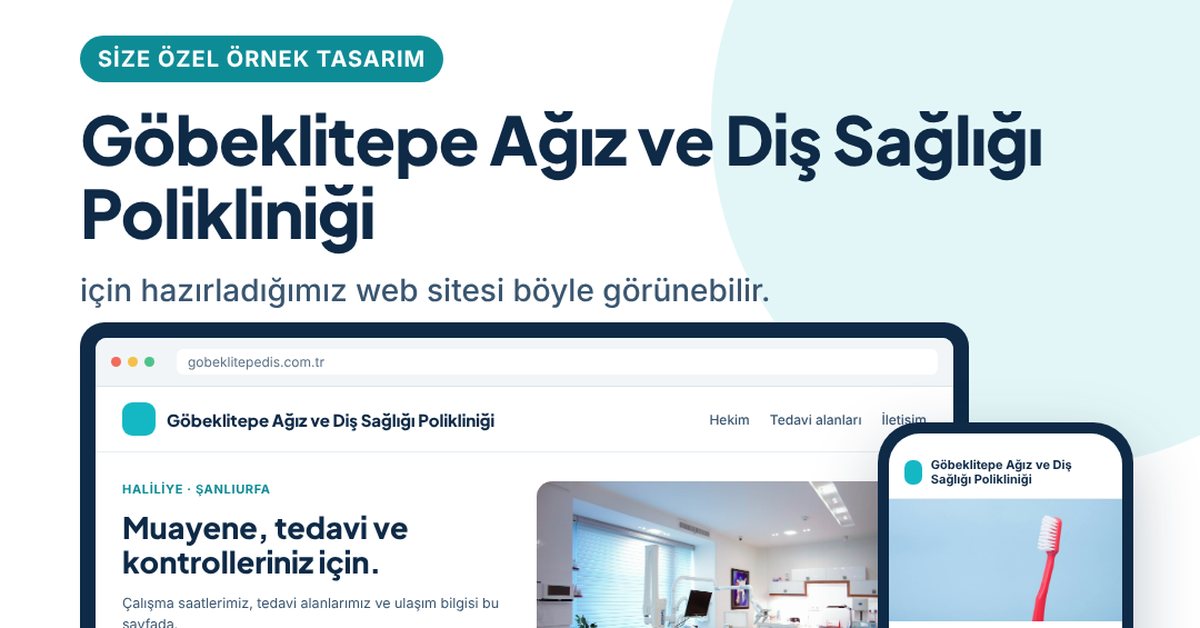 SİZE ÖZEL ÖRNEK TASARIM
Göbeklitepe Ağız ve Diş Sağlığı
Polikliniği
için hazırladığımız web sitesi böyle görünebilir.
gobeklitepedis.com.tr
Göbeklitepe Ağız ve Diş Sağlığı Polikliniği
Hekim Tedavi alanları İletişim
HALİLİYE · ŞANLIURFA
Muayene, tedavi ve
kontrolleriniz için.
Çalışma saatlerimiz, tedavi alanlarımız ve ulaşım bilgisi bu
sayfada.
Göbeklitepe Ağız ve Diş
Sağlığı Polikliniği